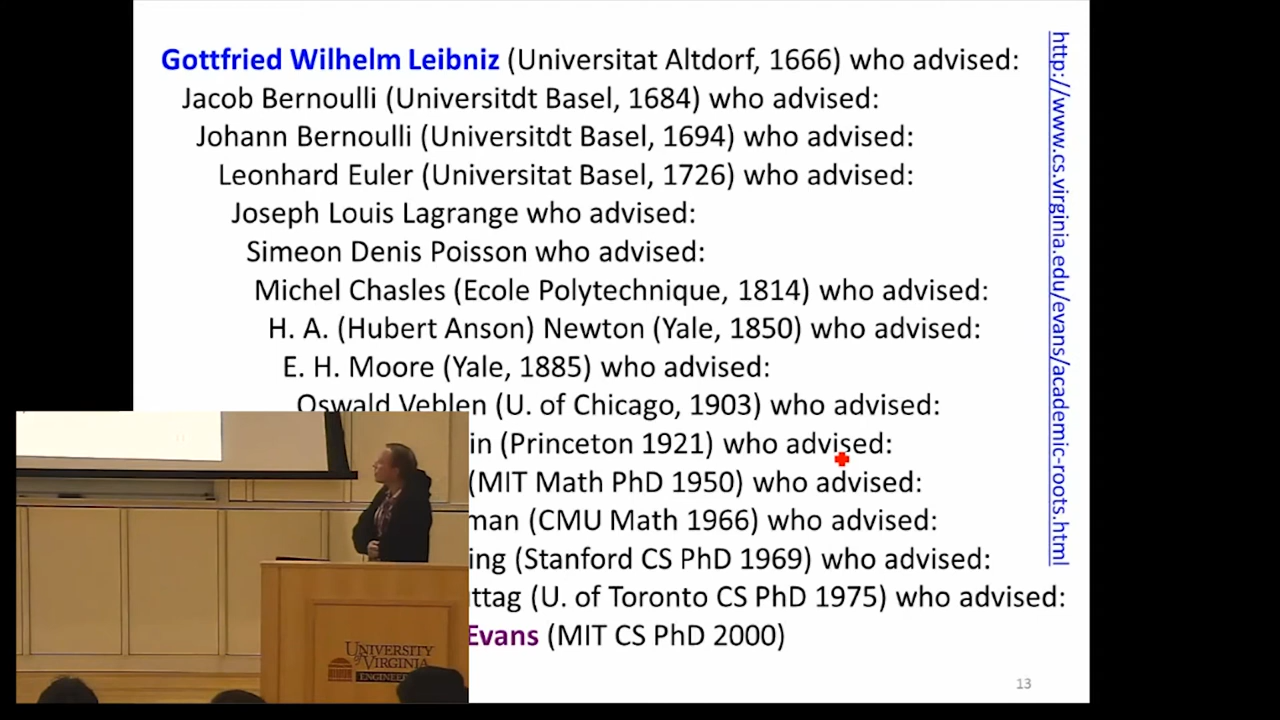 Gottfried Wilhelm Leibniz (Universitat Altdorf, 1666) who advised:
Jacob Bernoulli (Universitdt Basel, 1684) who advised:
Johann Bernoulli (Universitdt Basel, 1694) who advised:
Leonhard Euler (Universitat Basel, 1726) who advised:
Joseph Louis Lagrange who advised:
Simeon Denis Poisson who advised:
Michel Chasles (Ecole Polytechnique, 1814) who advised:
H. A. (Hubert Anson) Newton (Yale, 1850) who advised:
E. H. Moore (Yale, 1885) who advised:
Oswald Veblen (U. of Chicago, 1903) who advised:
in (Princeton 1921) who advised:
(MIT Math PhD 1950) who advised:
man (CMU Math 1966) who advised:
ing (Stanford CS PhD 1969) who advised:
ttag (U. of Toronto CS PhD 1975) who advised:
Evans (MIT CS PhD 2000)
http://www.cs.virginia.edu/evans/academic-roots.html
UNIVERSITY
of VIRGINIA
ENGINEERING
13